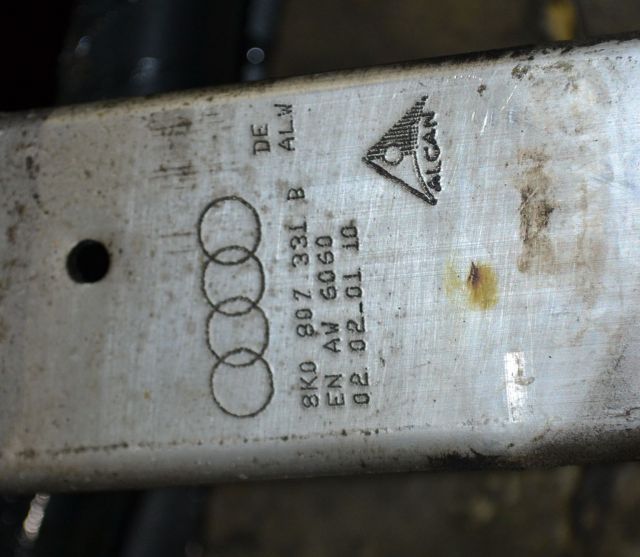 DE
ALW
ALCAN
8K0 807 331 B
EN AW 6060
02 02-01 10